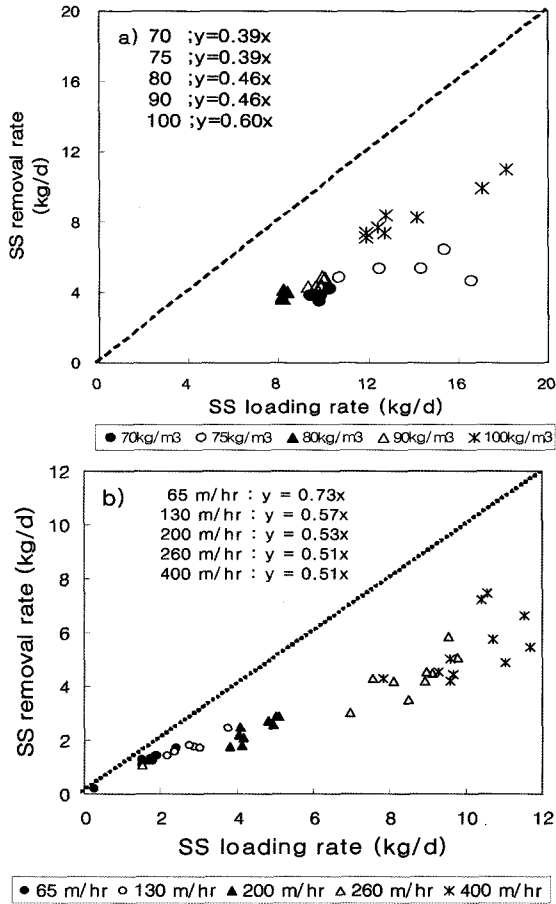 a) 70 ;y=0.39x
75 ;y=0.39x
80 ;y=0.46x
90 ;y=0.46x
100 ;y=0.60x
20
16
12
8
4
0
SS removal rate
(kg/d)
0 4 8 12 16 20
SS loading rate (kg/d)
70kg/m3 75kg/m3 80kg/m3 90kg/m3 100kg/m3
b) 65 m/hr : y = 0.73x
130 m/hr : y = 0.57x
200 m/hr : y = 0.53x
260 m/hr : y = 0.51x
400 m/hr : y = 0.51x
12
10
8
6
4
2
0
SS removal rate (kg/d)
0 2 4 6 8 10 12
SS loading rate (kg/d)
65 m/hr 130 m/hr 200 m/hr 260 m/hr 400 m/hr